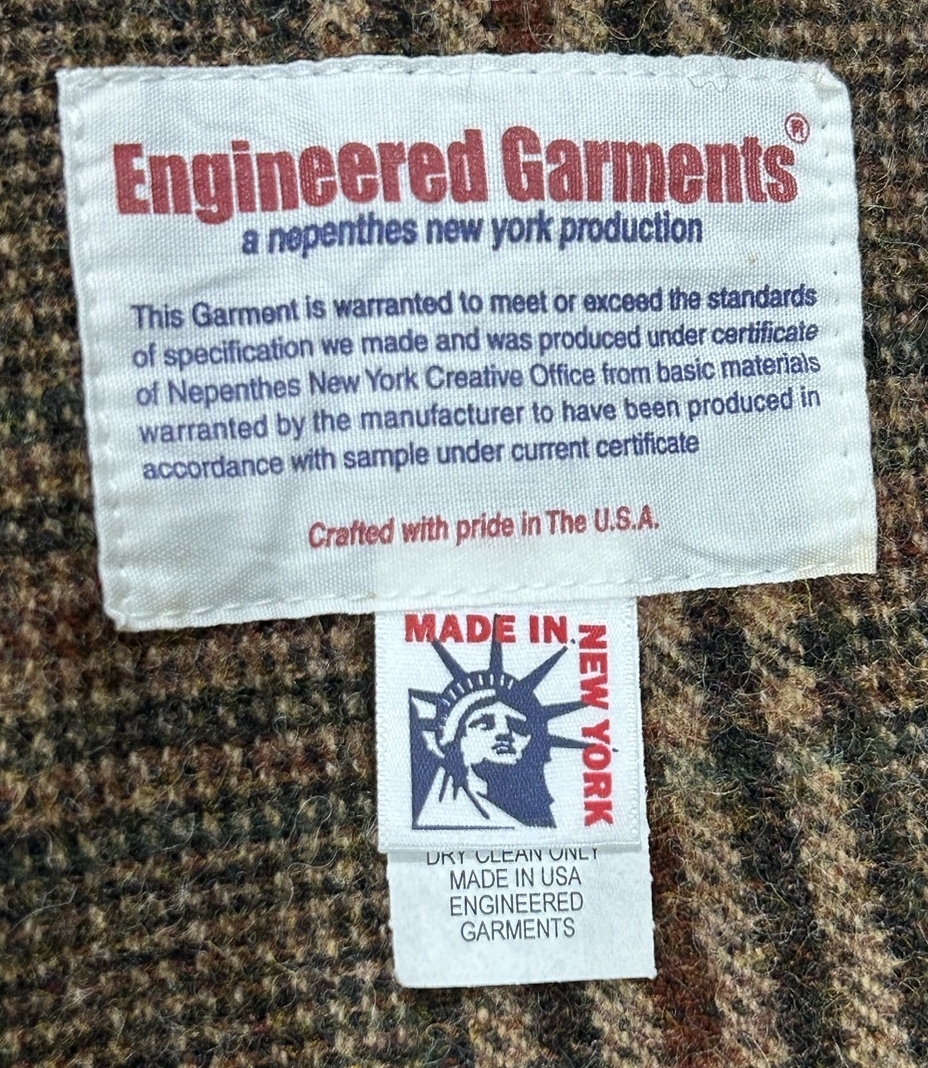 Engineered Garments®
a nepenthes new york production
This Garment is warranted to meet or exceed the standards
of specification we made and was produced under certificate
of Nepenthes New York Creative Office from basic materials
warranted by the manufacturer to have been produced in
accordance with sample under current certificate
Crafted with pride in The U.S.A.
MADE IN
NEW YORK
DRY CLEAN ONLY
MADE IN USA
ENGINEERED
GARMENTS